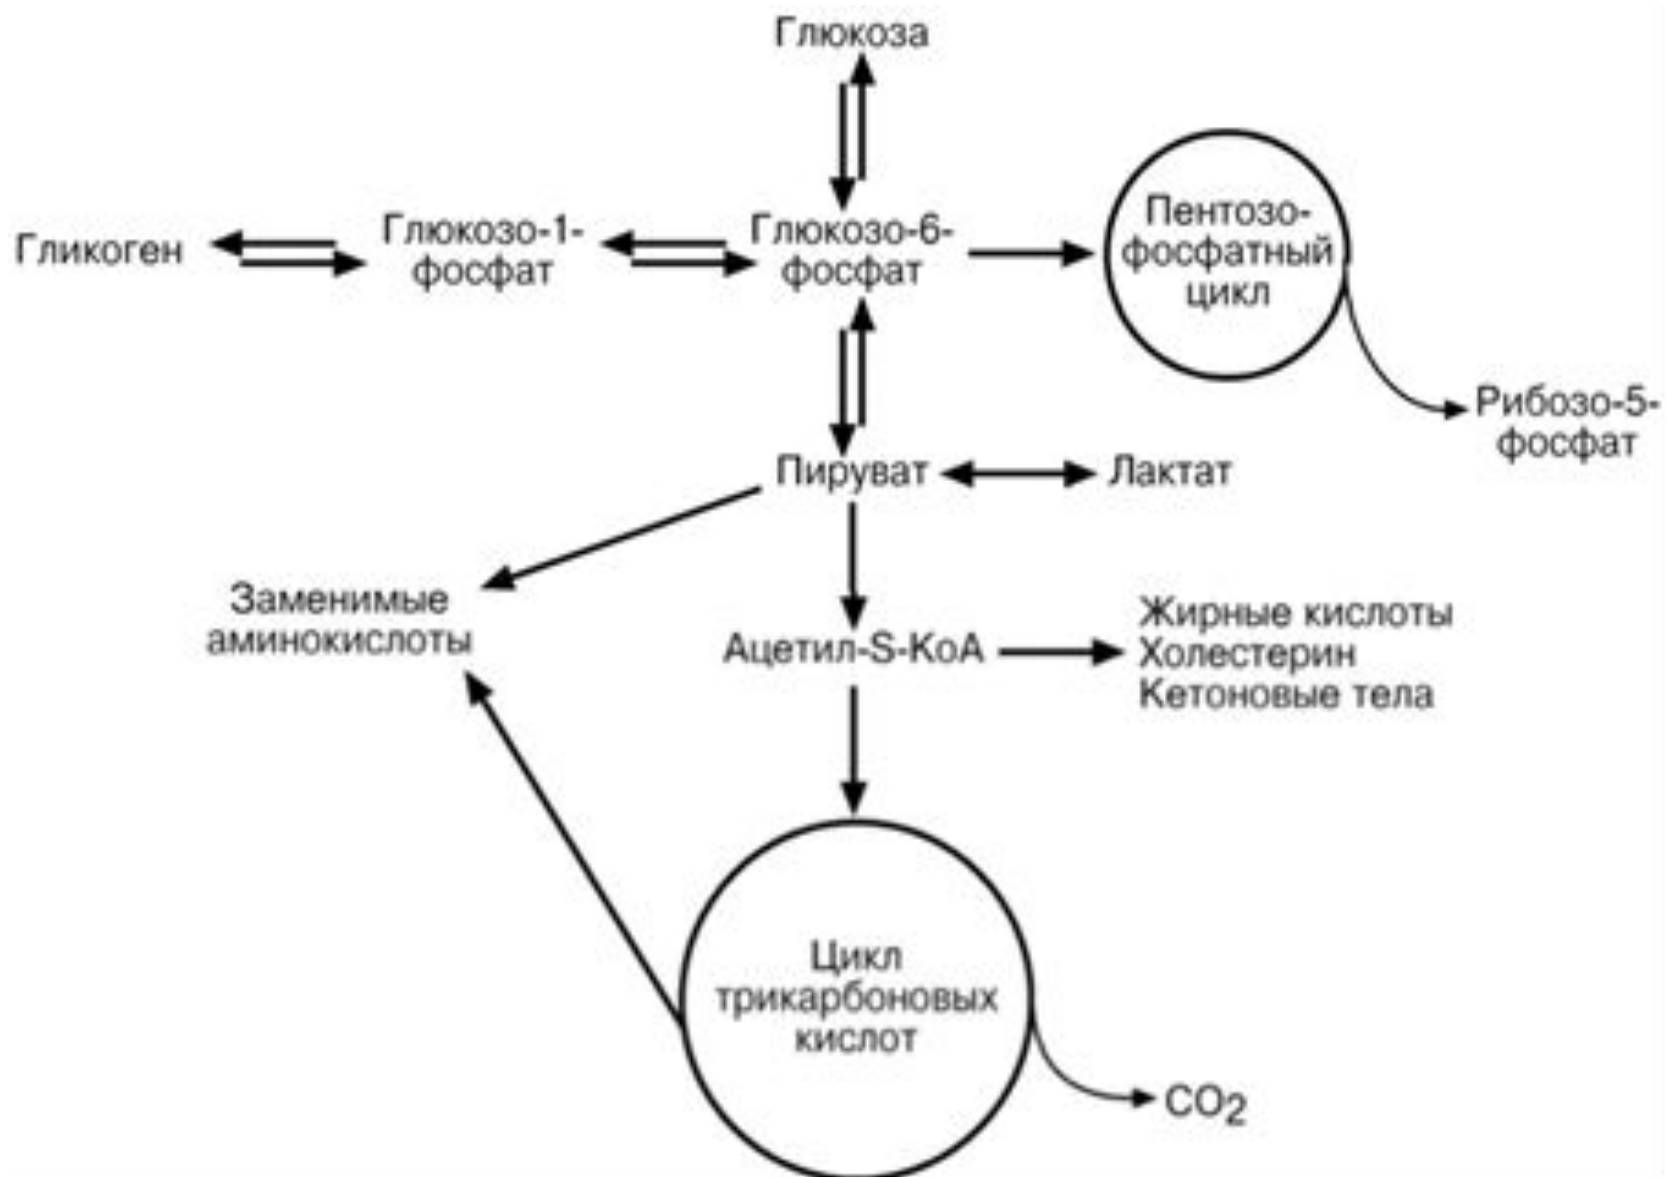 Глюкоза
Гликоген
Глюкозо-1-
фосфат
Глюкозо-6-
фосфат
Пентозо-
фосфатный
цикл
Рибозо-5-
фосфат
Пируват
Лактат
Заменимые
аминокислоты
Ацетил-S-КоА
Жирные кислоты
Холестерин
Кетоновые тела
Цикл
трикарбоновых
кислот
CO2